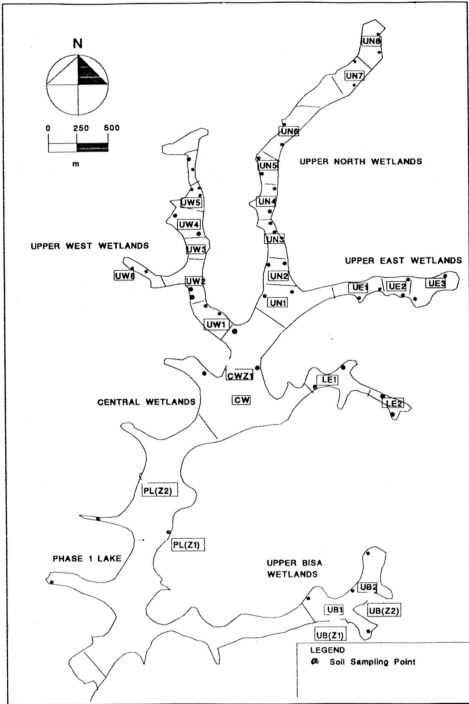 N
0 250 500
m
UN8
UN7
UN6
UPPER NORTH WETLANDS
UN5
UN4
UN3
UN2
UN1
UW5
UW4
UW3
UPPER WEST WETLANDS
UW6
UW2
UW1
UPPER EAST WETLANDS
UE1
UE2
UE3
CWZ1
CW
CENTRAL WETLANDS
LE1
LE2
PL(Z2)
PL(Z1)
PHASE 1 LAKE
UPPER BISA
WETLANDS
UB2
UB1
UB(Z2)
UB(Z1)
LEGEND
Soil Sampling Point